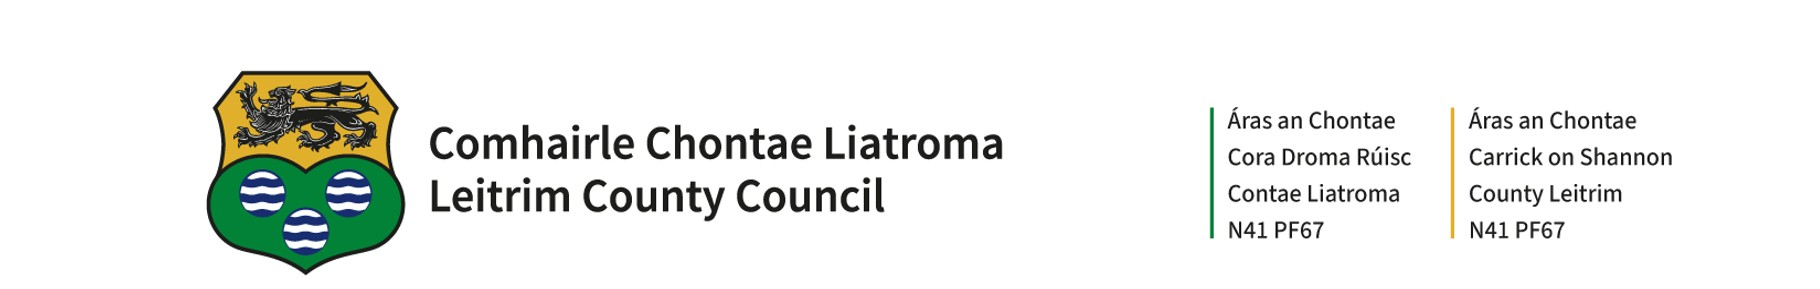 Comhairle Chontae Liatroma
Leitrim County Council
Áras an Chontae
Cora Droma Rúisc
Contae Liatroma
N41 PF67
Áras an Chontae
Carrick on Shannon
County Leitrim
N41 PF67